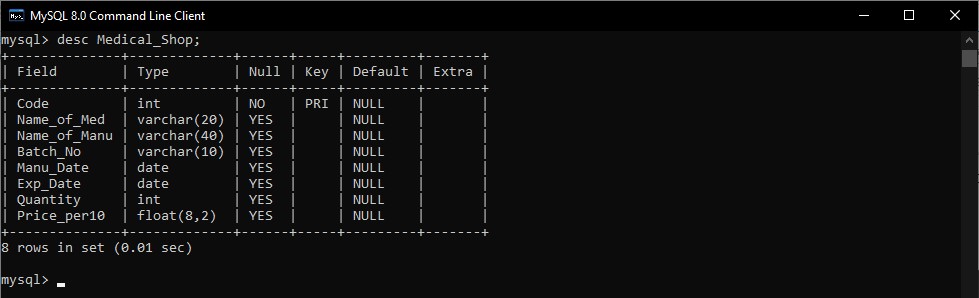 MySQL 8.0 Command Line Client
mysql> desc Medical_Shop;
+--------------+-------------+------+-----+---------+-------+
| Field        | Type        | Null | Key | Default | Extra |
+--------------+-------------+------+-----+---------+-------+
| Code         | int         | NO   | PRI | NULL    |       |
| Name_of_Med  | varchar(20) | YES  |     | NULL    |       |
| Name_of_Manu | varchar(40) | YES  |     | NULL    |       |
| Batch_No     | varchar(10) | YES  |     | NULL    |       |
| Manu_Date    | date        | YES  |     | NULL    |       |
| Exp_Date     | date        | YES  |     | NULL    |       |
| Quantity     | int         | YES  |     | NULL    |       |
| Price_per10  | float(8,2)  | YES  |     | NULL    |       |
+--------------+-------------+------+-----+---------+-------+
8 rows in set (0.01 sec)
mysql>